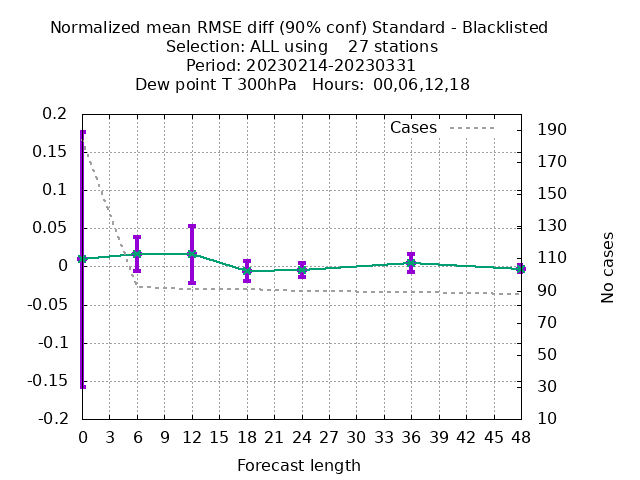 Normalized mean RMSE diff (90% conf) Standard - Blacklisted
Selection: ALL using    27 stations
Period: 20230214-20230331
Dew point T 300hPa   Hours: 00,06,12,18
Cases
0.2
0.15
0.1
0.05
0
-0.05
-0.1
-0.15
-0.2
190
170
150
130
110
90
70
50
30
10
No cases
0 3 6 9 12 15 18 21 24 27 30 33 36 39 42 45 48
Forecast length